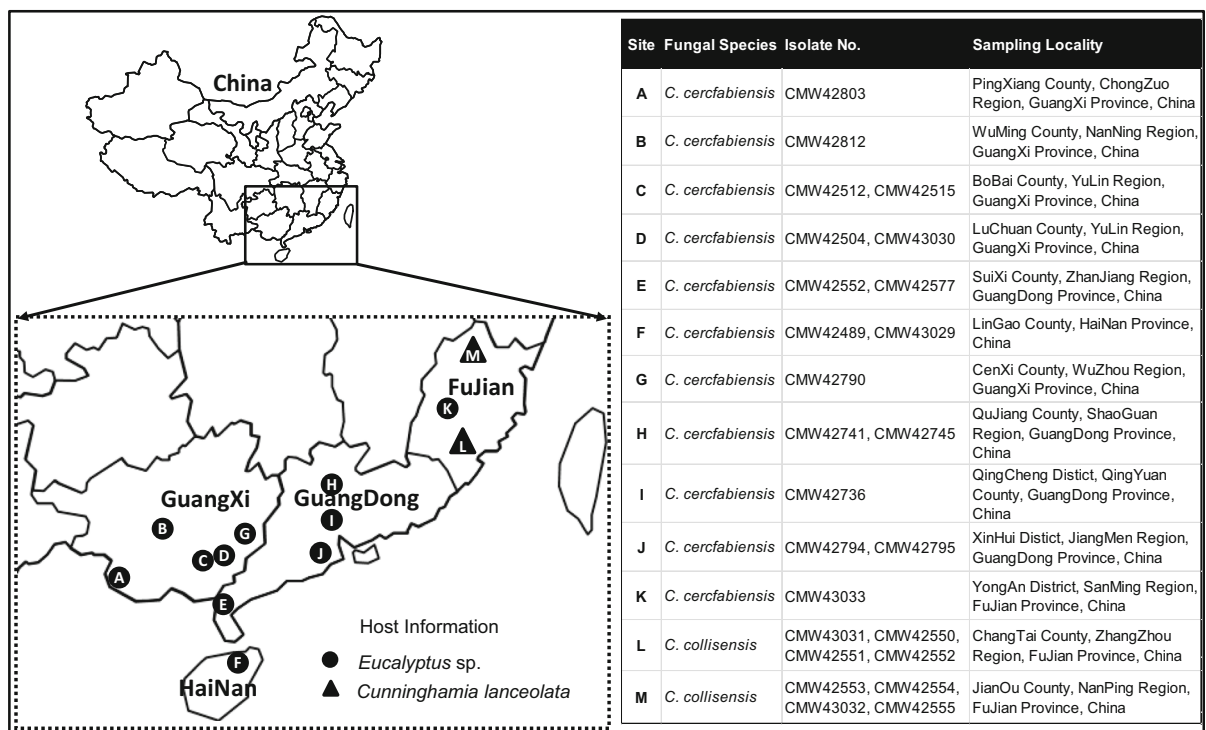 China
M
FuJian
K
L
H
GuangXi
GuangDong
B
G
I
C
D
J
A
E
Host Information
F
Eucalyptus sp.
HaiNan
Cunninghamia lanceolata
Site Fungal Species Isolate No. Sampling Locality
A C. cercfabiensis CMW42803 PingXiang County, ChongZuo
Region, GuangXi Province, China
B C. cercfabiensis CMW42812 WuMing County, NanNing Region,
GuangXi Province, China
C C. cercfabiensis CMW42512, CMW42515 BoBai County, YuLin Region,
GuangXi Province, China
D C. cercfabiensis CMW42504, CMW43030 LuChuan County, YuLin Region,
GuangXi Province, China
E C. cercfabiensis CMW42552, CMW42577 SuiXi County, ZhanJiang Region,
GuangDong Province, China
F C. cercfabiensis CMW42489, CMW43029 LinGao County, HaiNan Province,
China
G C. cercfabiensis CMW42790 CenXi County, WuZhou Region,
GuangXi Province, China
H C. cercfabiensis CMW42741, CMW42745 QuJiang County, ShaoGuan
Region, GuangDong Province,
China
I C. cercfabiensis CMW42736 QingCheng Distict, QingYuan
County, GuangDong Province,
China
J C. cercfabiensis CMW42794, CMW42795 XinHui Distict, JiangMen Region,
GuangDong Province, China
K C. cercfabiensis CMW43033 YongAn District, SanMing Region,
FuJian Province, China
L C. collisensis CMW43031, CMW42550, ChangTai County, ZhangZhou
CMW42551, CMW42552 Region, FuJian Province, China
M C. collisensis CMW42553, CMW42554, JianOu County, NanPing Region,
CMW43032, CMW42555 FuJian Province, China